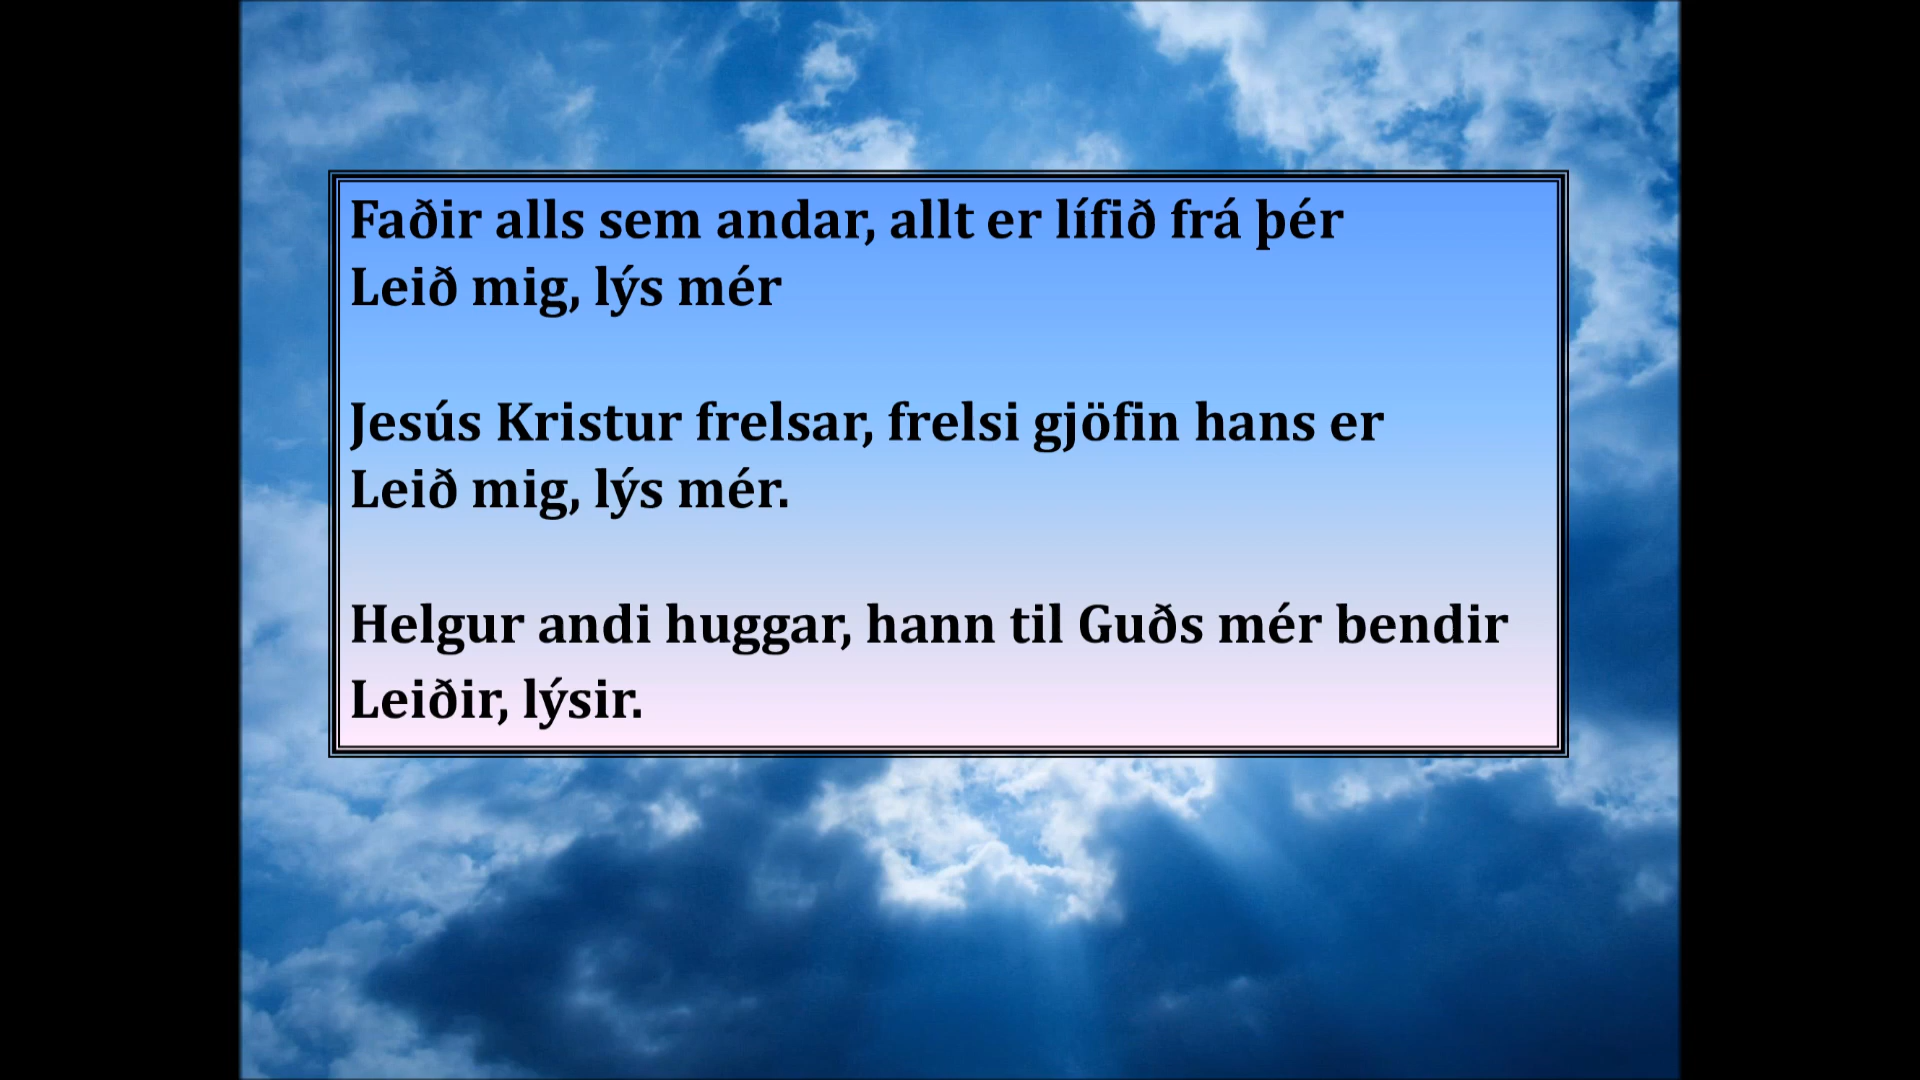 Faðir alls sem andar, allt er lífið frá þér
Leið mig, lýs mér
Jesús Kristur frelsar, frelsi gjöfin hans er
Leið mig, lýs mér.
Helgur andi huggar, hann til Guðs mér bendir
Leiðir, lýsir.